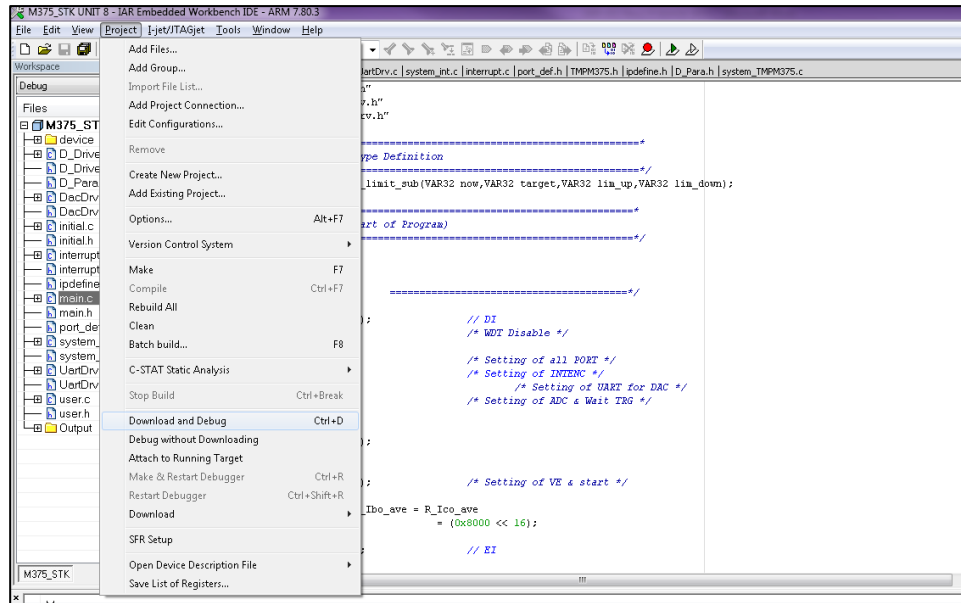 M375_STK UNIT 8 - IAR Embedded Workbench IDE - ARM 7.80.3
File Edit View Project I-jet/JTAGjet Tools Window Help
Workspace
Debug
Files
M375_ST
device
D_Drive
D_Drive
D_Para
DacDrv
DacDrv
initial.c
initial.h
interrupt
interrupt
ipdefine
main.c
main.h
port_de
system_
system_
UartDrv
UartDrv
user.c
user.h
Output
M375_STK
Add Files...
Add Group...
Import File List...
Add Project Connection...
Edit Configurations...
Remove
Create New Project...
Add Existing Project...
Options... Alt+F7
Version Control System
Make F7
Compile Ctrl+F7
Rebuild All
Clean
Batch build... F8
C-STAT Static Analysis
Stop Build Ctrl+Break
Download and Debug Ctrl+D
Debug without Downloading
Attach to Running Target
Make & Restart Debugger Ctrl+R
Restart Debugger Ctrl+Shift+R
Download
SFR Setup
Open Device Description File
Save List of Registers...
artDrv.c | system_int.c | interrupt.c | port_def.h | TMPM375.h | ipdefine.h | D_Para.h | system_TMPM375.c
h"
v.h"
rv.h"
==============================================*
ype Definition
==============================================*/
_limit_sub(VAR32 now,VAR32 target,VAR32 lim_up,VAR32 lim_down);
==============================================*
art of Program)
==============================================*/
========================================*/
); // DI
/* WDT Disable */
/* Setting of all PORT */
/* Setting of INTENC */
/* Setting of UART for DAC */
/* Setting of ADC & Wait TRG */
);
); /* Setting of VE & start */
_Ibo_ave = R_Ico_ave
= (0x8000 << 16);
; // EI